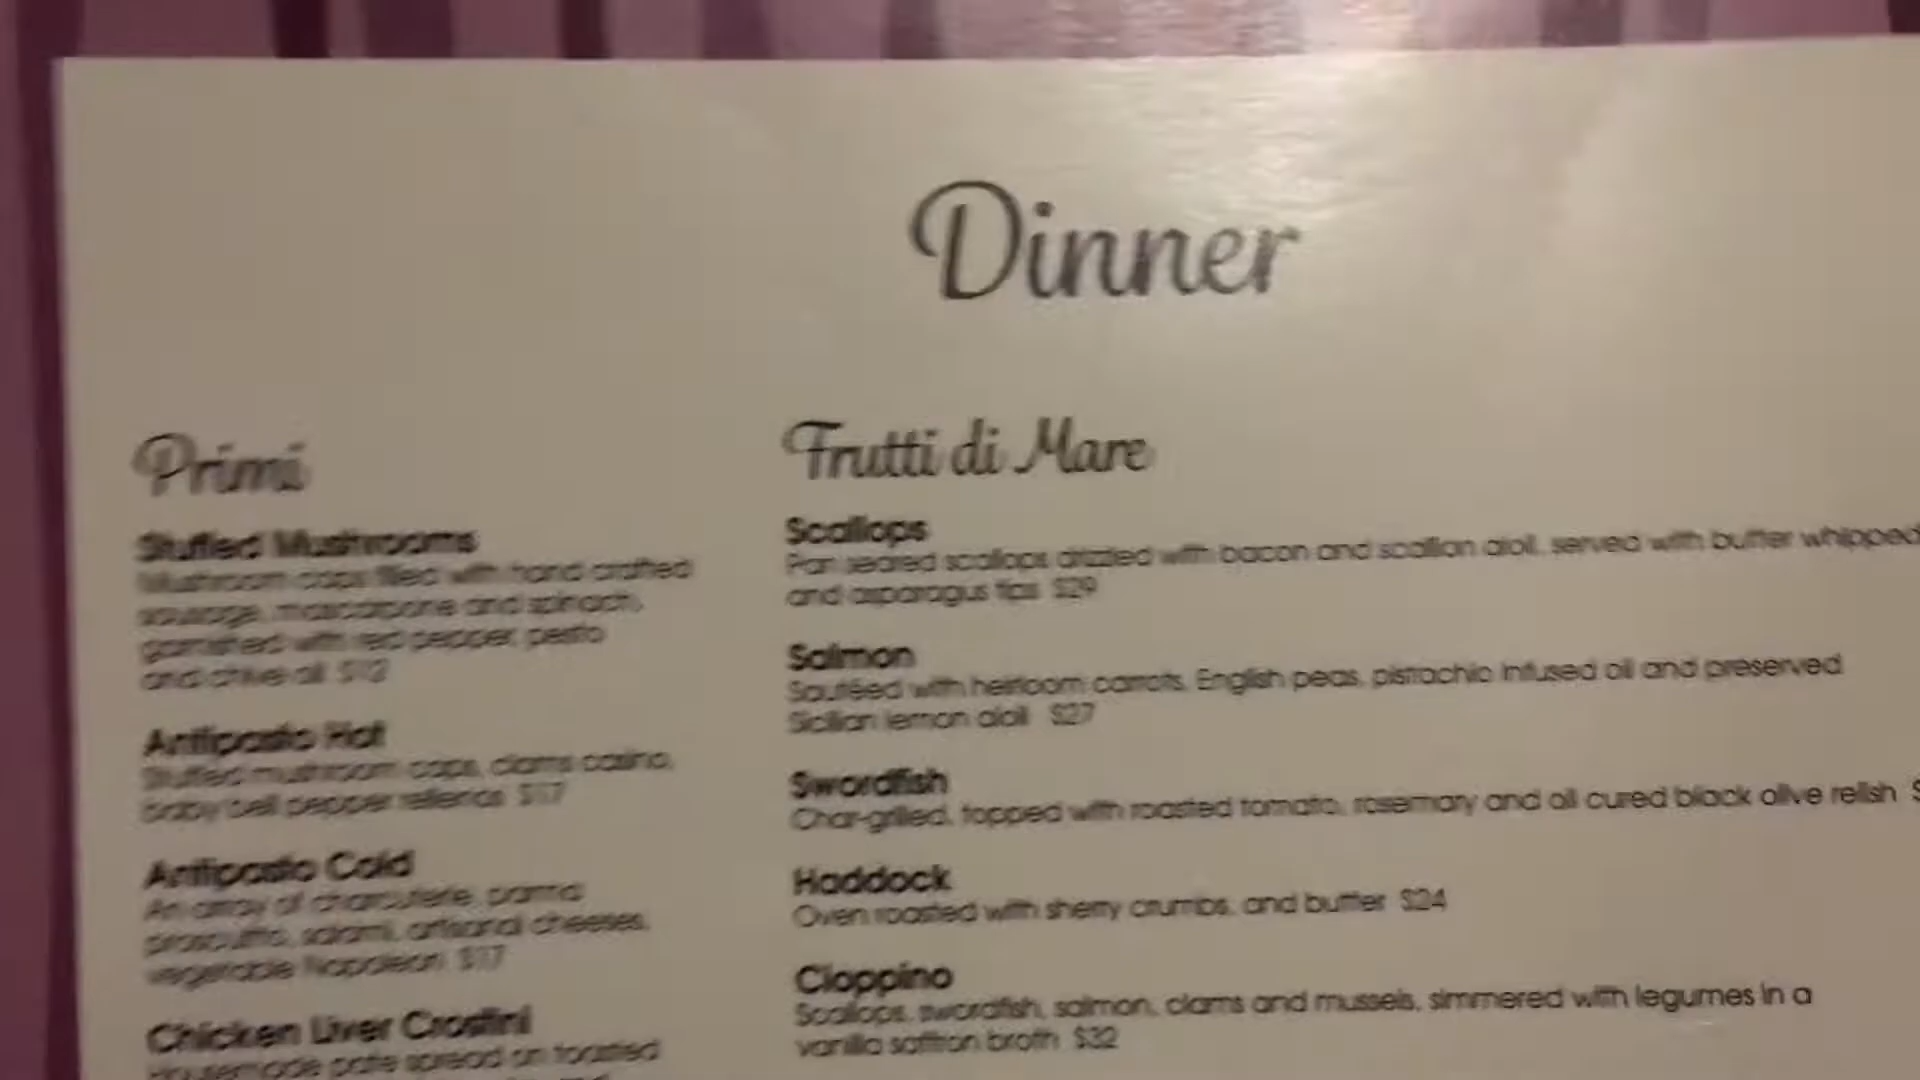 Dinner
Primi
Stuffed Mushrooms
Mushroom caps filled with hand crafted
sausage, mascarpone and spinach,
garnished with red pepper, pesto
and chive oil $12
Antipasto Hot
Stuffed mushroom caps, clams casino,
baby bell pepper rellenos $17
Antipasto Cold
An array of charcuterie, parma
prosciutto, salami, artisanal cheeses,
vegetable Napoleon $17
Chicken Liver Crostini
Housemade pate spread on toasted
Frutti di Mare
Scallops
Pan seared scallops drizzled with bacon and scallion aioli, served with butter whipped
and asparagus tips $29
Salmon
Sautéed with heirloom carrots, English peas, pistachio infused oil and preserved
Sicilian lemon aioli $27
Swordfish
Char-grilled, topped with roasted tomato, rosemary and oil cured black olive relish
Haddock
Oven roasted with sherry crumbs, and butter $24
Cioppino
Scallops, swordfish, salmon, clams and mussels, simmered with legumes in a
vanilla saffron broth $32